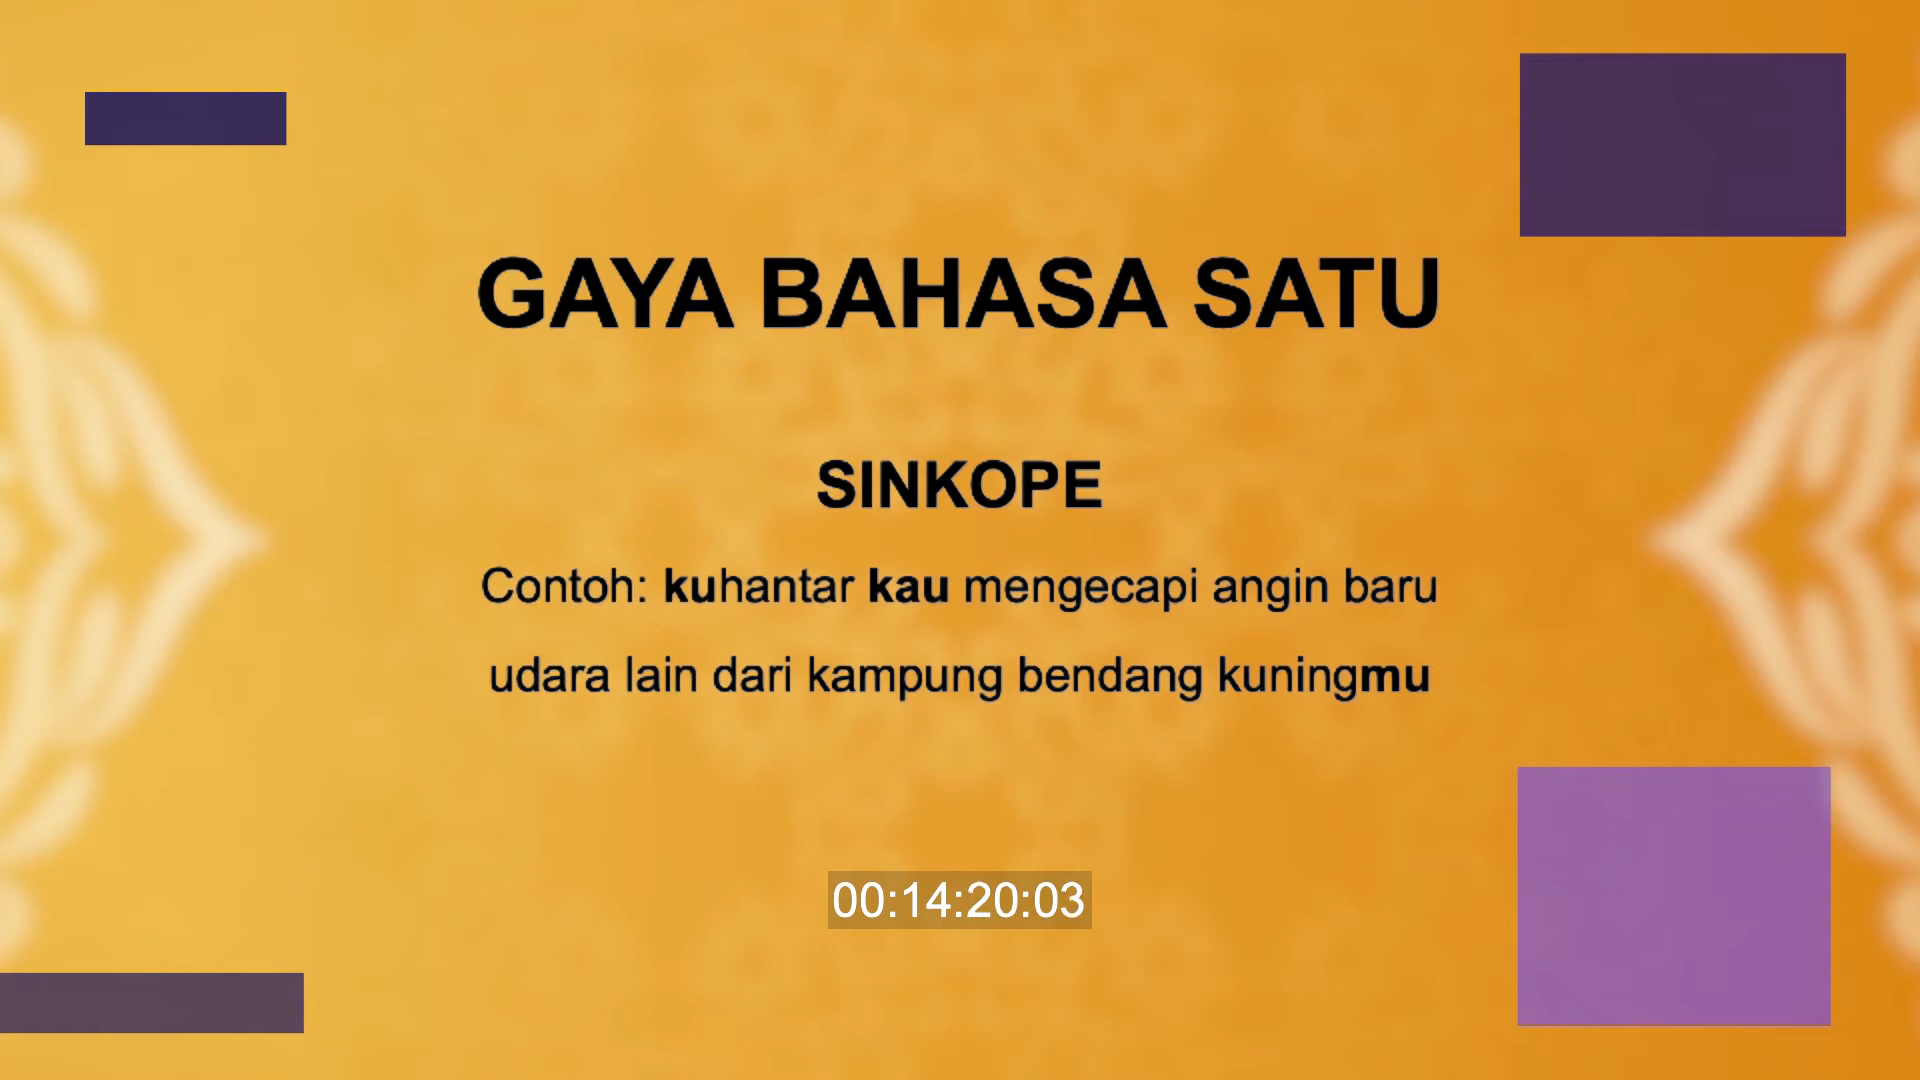 GAYA BAHASA SATU
SINKOPE
Contoh: kuhantar kau mengecapi angin baru
udara lain dari kampung bendang kuningmu
00:14:20:03